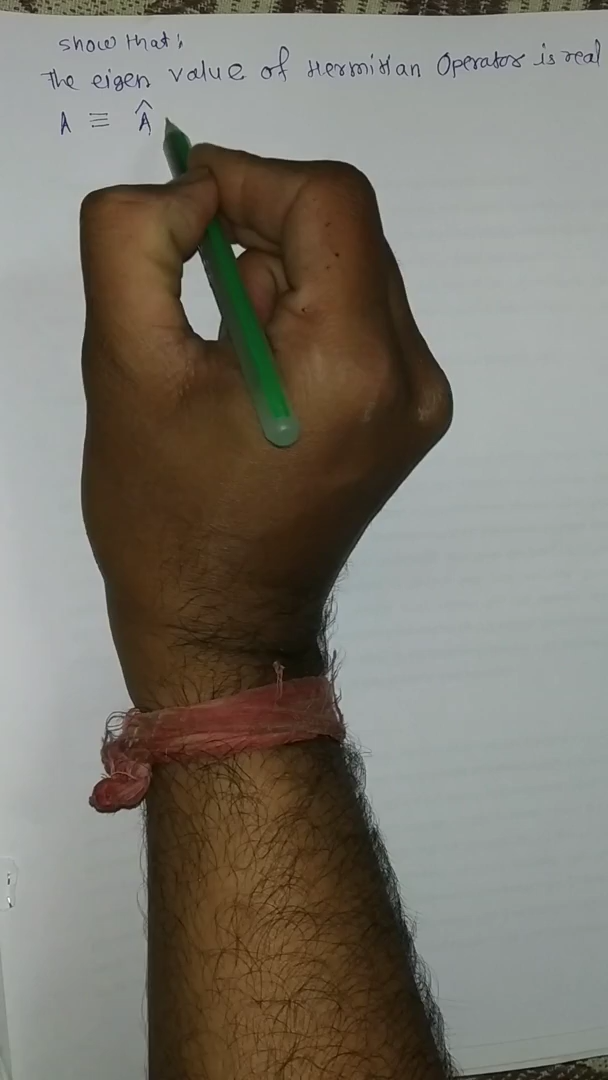 show that:
The eigen value of Hermitian Operator is real
A ≡ Â